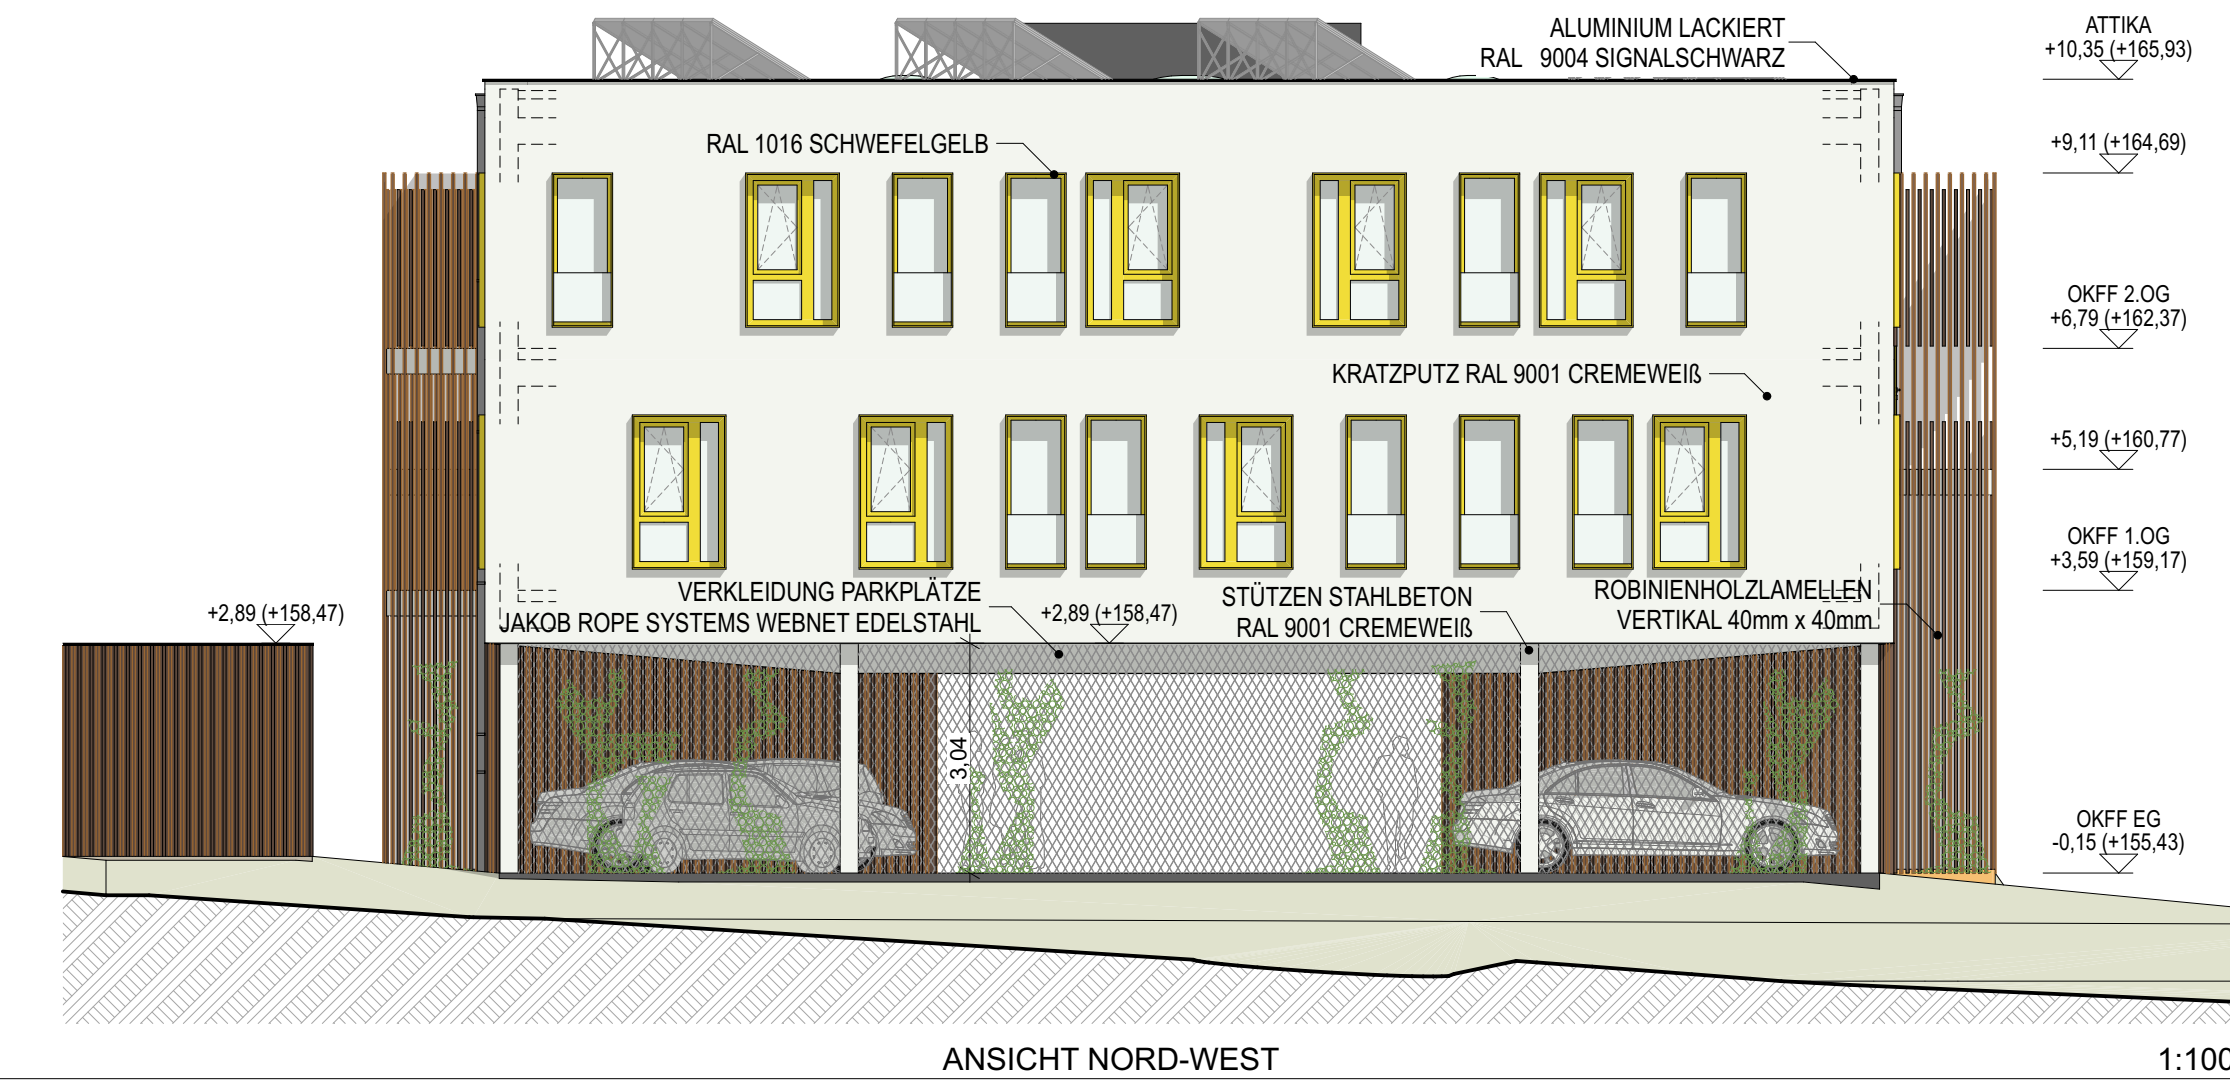 ALUMINIUM LACKIERT
RAL 9004 SIGNALSCHWARZ
ATTIKA
+10,35 (+165,93)
RAL 1016 SCHWEFELGELB
+9,11 (+164,69)
OKFF 2.OG
+6,79 (+162,37)
KRATZPUTZ RAL 9001 CREMEWEIß
+5,19 (+160,77)
OKFF 1.OG
+3,59 (+159,17)
VERKLEIDUNG PARKPLÄTZE
JAKOB ROPE SYSTEMS WEBNET EDELSTAHL
+2,89 (+158,47)
+2,89 (+158,47)
STÜTZEN STAHLBETON
RAL 9001 CREMEWEIß
ROBINIENHOLZLAMELLEN
VERTIKAL 40mm x 40mm
3,04
OKFF EG
-0,15 (+155,43)
ANSICHT NORD-WEST
1:100